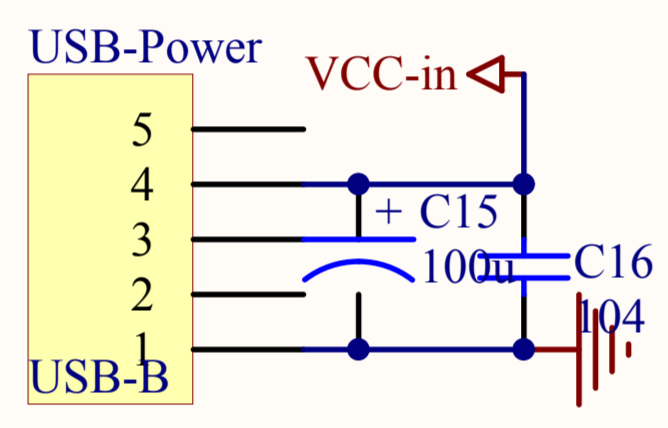 USB-Power
VCC-in
5
4
+ C15
3
100u
C16
2
104
1
USB-B